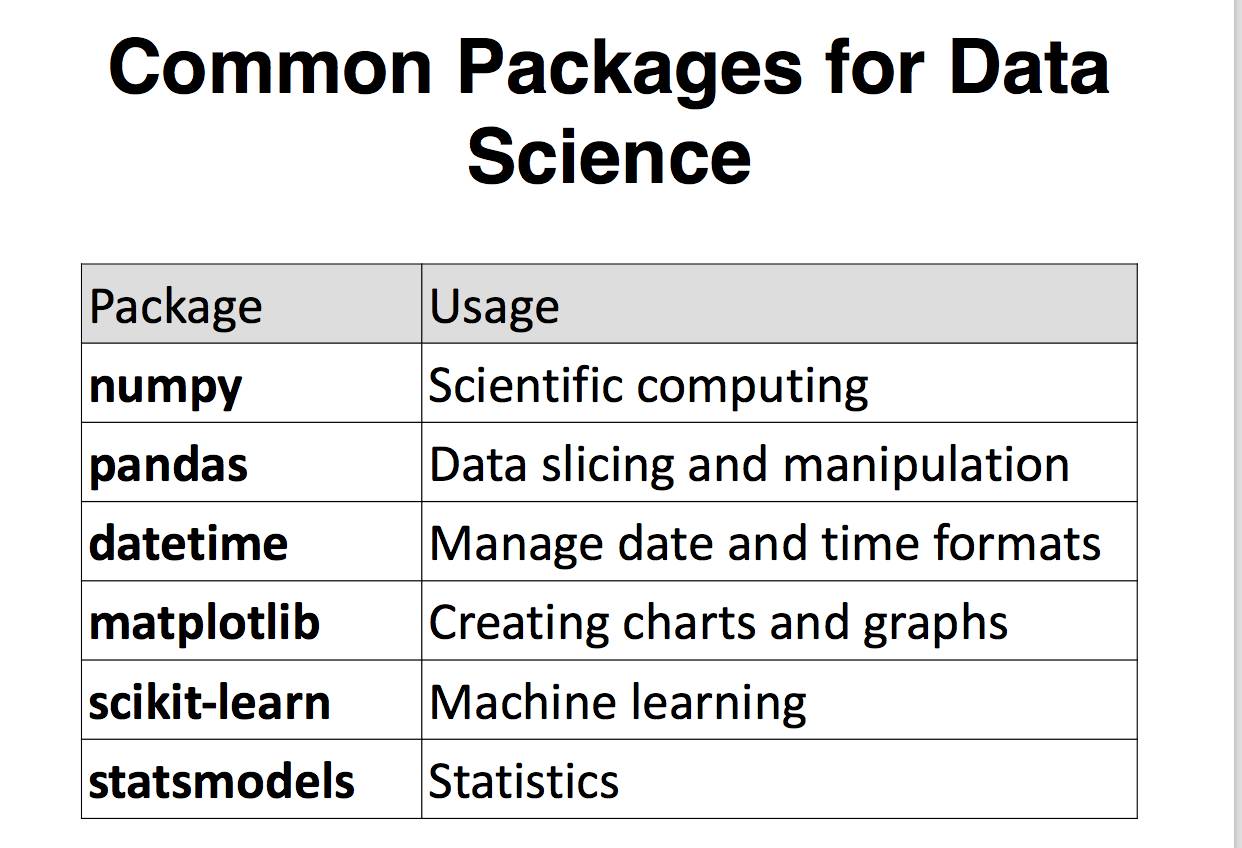 Common Packages for Data
Science
Package Usage
numpy Scientific computing
pandas Data slicing and manipulation
datetime Manage date and time formats
matplotlib Creating charts and graphs
scikit-learn Machine learning
statsmodels Statistics